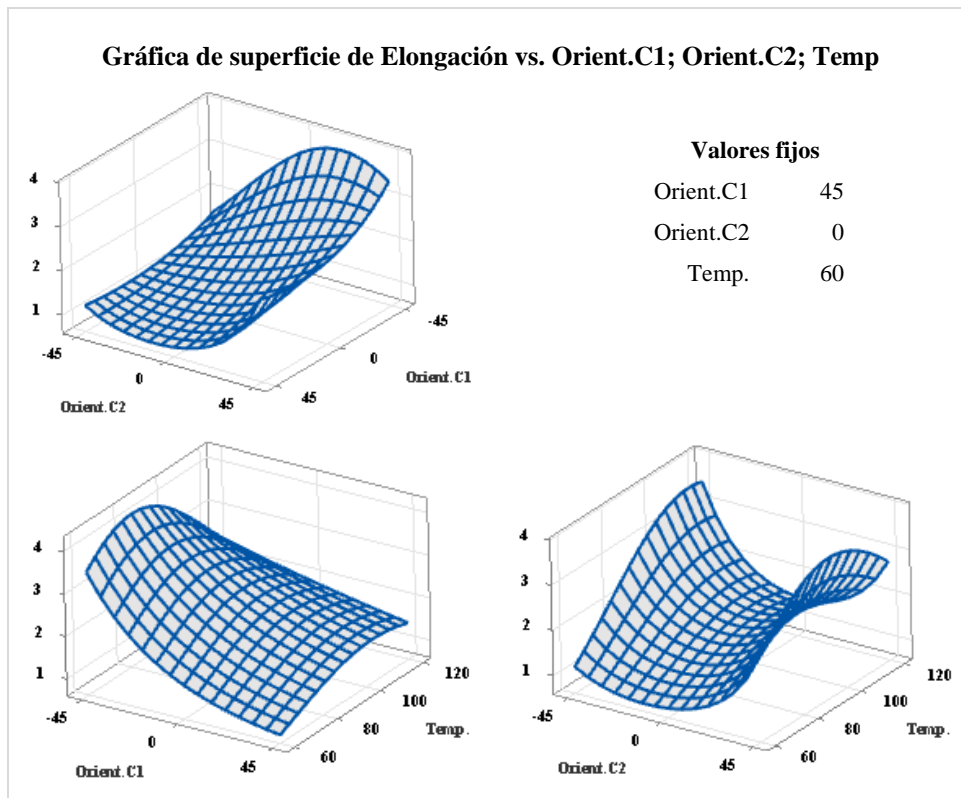 Gráfica de superficie de Elongación vs. Orient.C1; Orient.C2; Temp
Valores fijos
Orient.C1 45
Orient.C2 0
Temp. 60
4
3
2
1
-45
0
45
Orient.C2
45
0
-45
Orient.C1
4
3
2
1
-45
0
45
Orient.C1
60
80
100
120
Temp.
4
3
2
1
-45
0
45
Orient.C2
60
80
100
120
Temp.